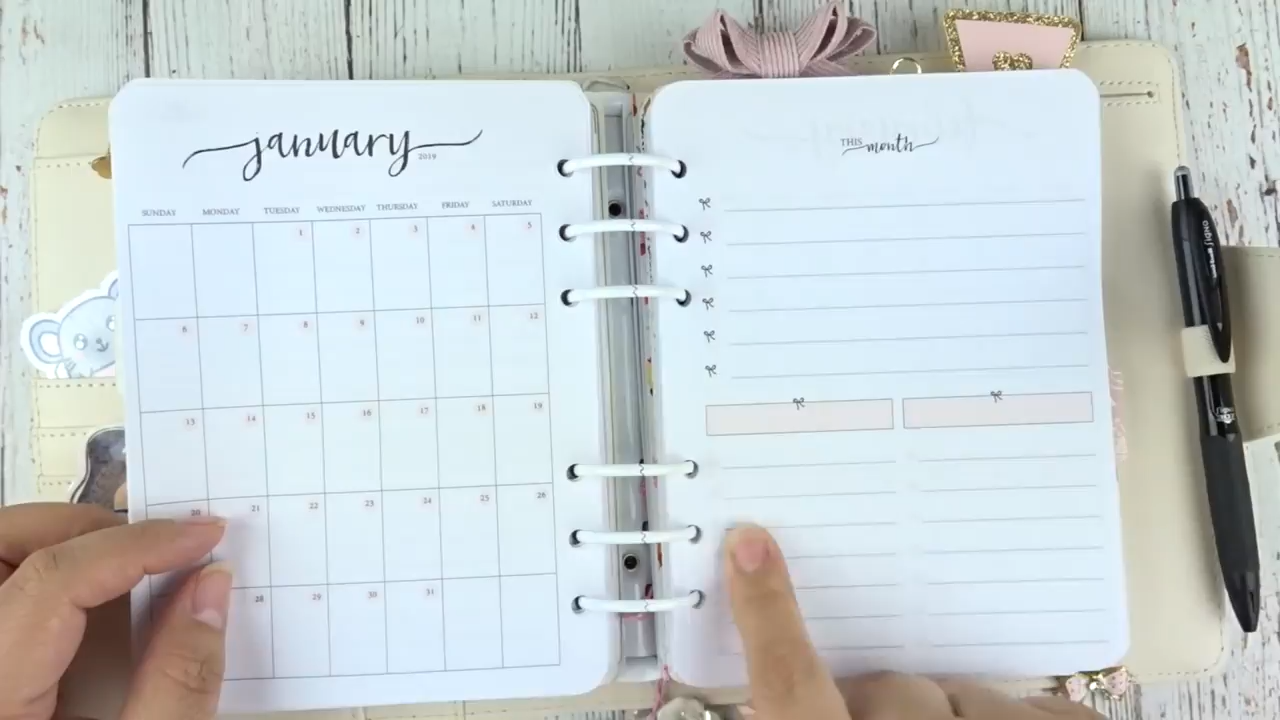 january 2019
SUNDAY MONDAY TUESDAY WEDNESDAY THURSDAY FRIDAY SATURDAY
1 2 3 4 5
6 7 8 9 10 11 12
13 14 15 16 17 18 19
20 21 22 23 24 25 26
28 29 30 31
THIS month
signo